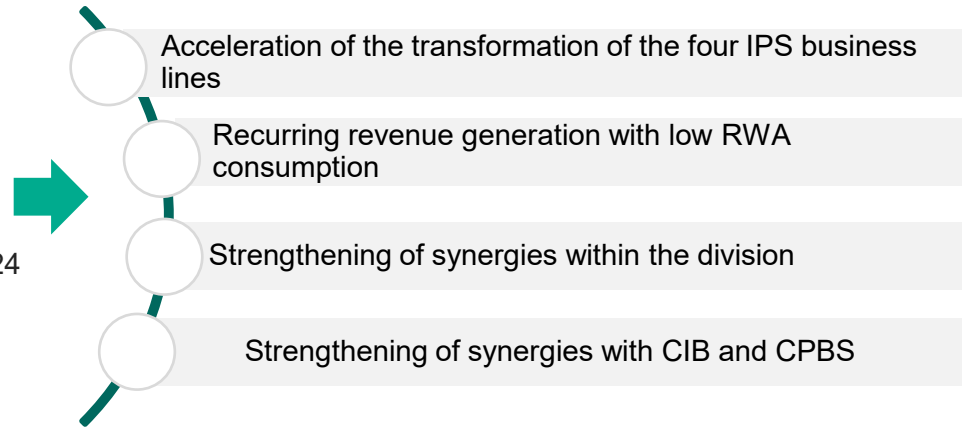 Acceleration of the transformation of the four IPS business
lines
Recurring revenue generation with low RWA
consumption
24
Strengthening of synergies within the division
Strengthening of synergies with CIB and CPBS